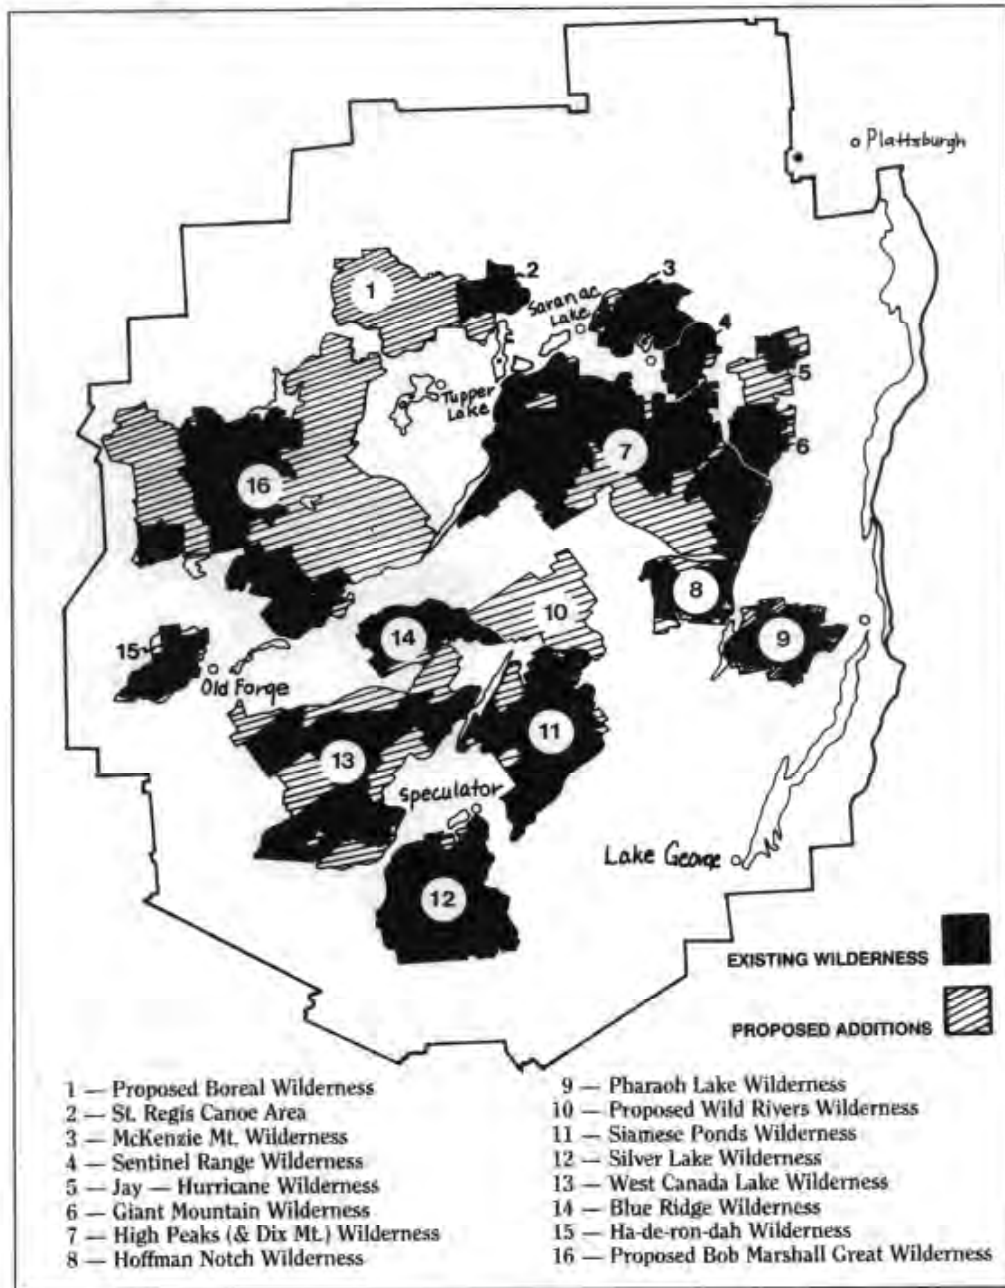 Plattsburgh
1
2
3
Saranac
Lake
4
5
Tupper
Lake
6
7
16
8
10
14
9
15
Old Forge
11
13
Speculator
Lake George
12
EXISTING WILDERNESS
PROPOSED ADDITIONS
1 — Proposed Boreal Wilderness
2 — St. Regis Canoe Area
3 — McKenzie Mt. Wilderness
4 — Sentinel Range Wilderness
5 — Jay — Hurricane Wilderness
6 — Giant Mountain Wilderness
7 — High Peaks (& Dix Mt.) Wilderness
8 — Hoffman Notch Wilderness
9 — Pharaoh Lake Wilderness
10 — Proposed Wild Rivers Wilderness
11 — Siamese Ponds Wilderness
12 — Silver Lake Wilderness
13 — West Canada Lake Wilderness
14 — Blue Ridge Wilderness
15 — Ha-de-ron-dah Wilderness
16 — Proposed Bob Marshall Great Wilderness